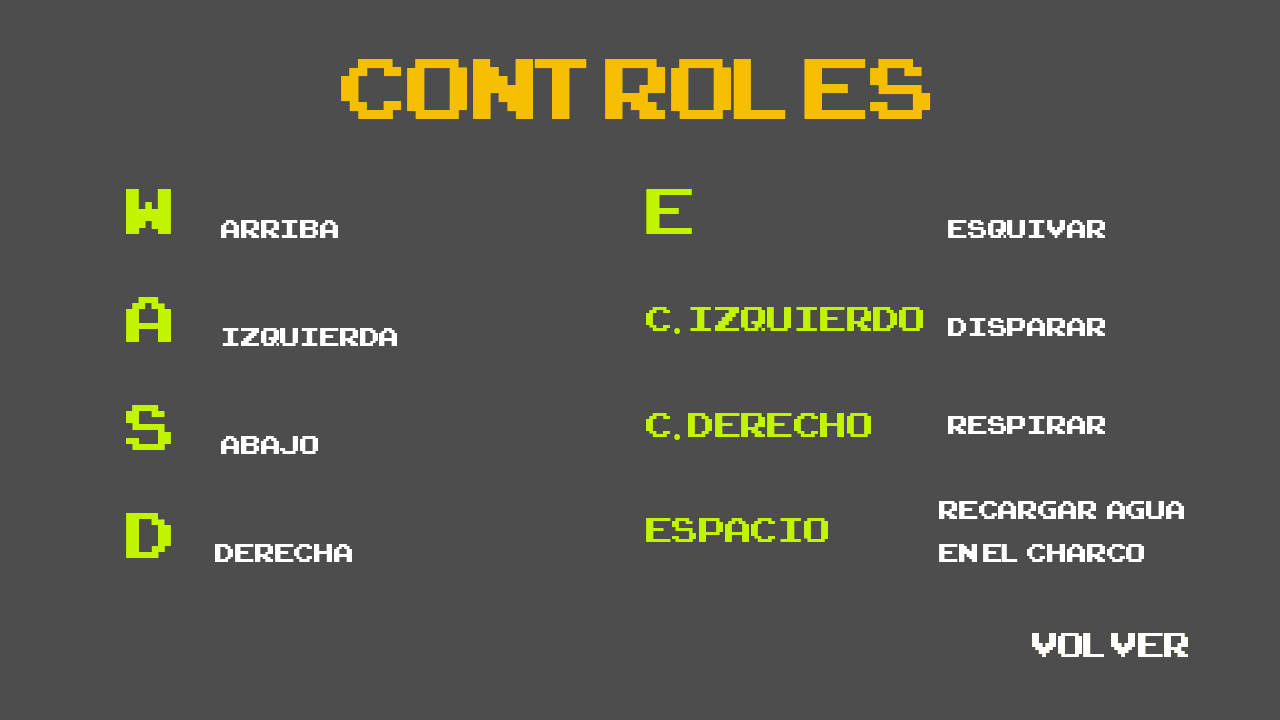 CONTROLES
W ARRIBA
E ESQUIVAR
A IZQUIERDA
C.IZQUIERDO DISPARAR
S ABAJO
C.DERECHO RESPIRAR
D DERECHA
ESPACIO RECARGAR AGUA
EN EL CHARCO
VOLVER